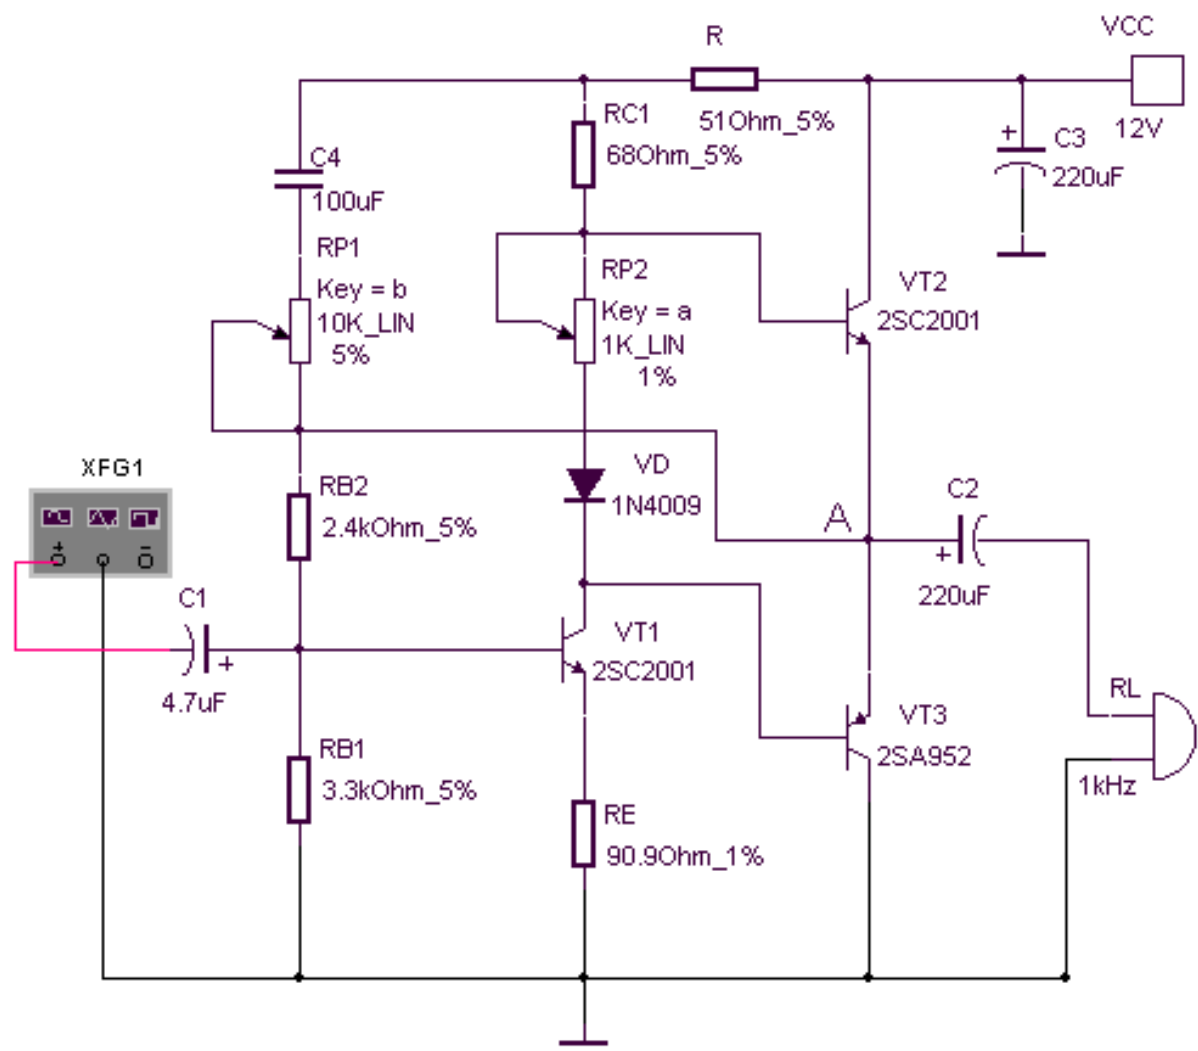 VCC
R
RC1
51Ohm_5%
12V
68Ohm_5%
+
C3
C4
220uF
100uF
RP1
RP2
VT2
Key = b
Key = a
2SC2001
10K_LIN
1K_LIN
5%
1%
XFG1
VD
RB2
1N4009
C2
2.4kOhm_5%
A
+
+
−
220uF
C1
VT1
+
2SC2001
4.7uF
RL
VT3
RB1
2SA952
3.3kOhm_5%
1kHz
RE
90.9Ohm_1%